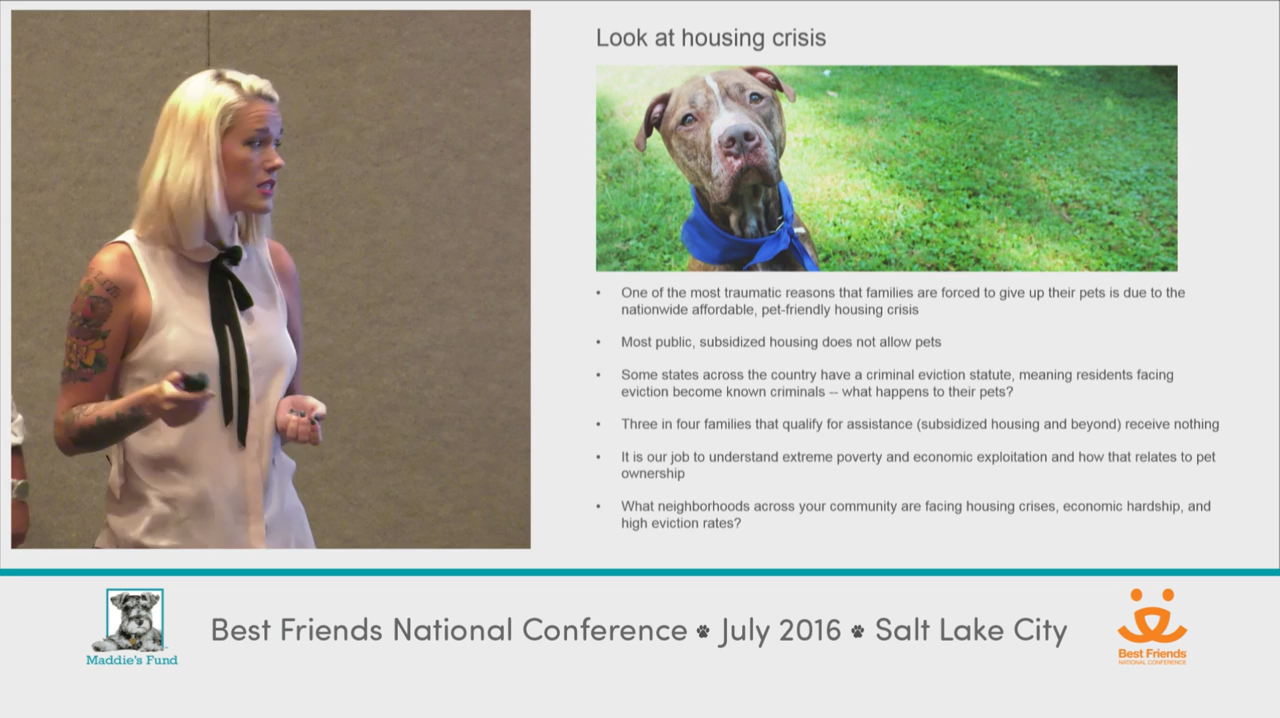 Look at housing crisis
• One of the most traumatic reasons that families are forced to give up their pets is due to the
nationwide affordable, pet-friendly housing crisis
• Most public, subsidized housing does not allow pets
• Some states across the country have a criminal eviction statute, meaning residents facing
eviction become known criminals -- what happens to their pets?
• Three in four families that qualify for assistance (subsidized housing and beyond) receive nothing
• It is our job to understand extreme poverty and economic exploitation and how that relates to pet
ownership
• What neighborhoods across your community are facing housing crises, economic hardship, and
high eviction rates?
Maddie's Fund
Best Friends National Conference July 2016 Salt Lake City
Best Friends
NATIONAL CONFERENCE